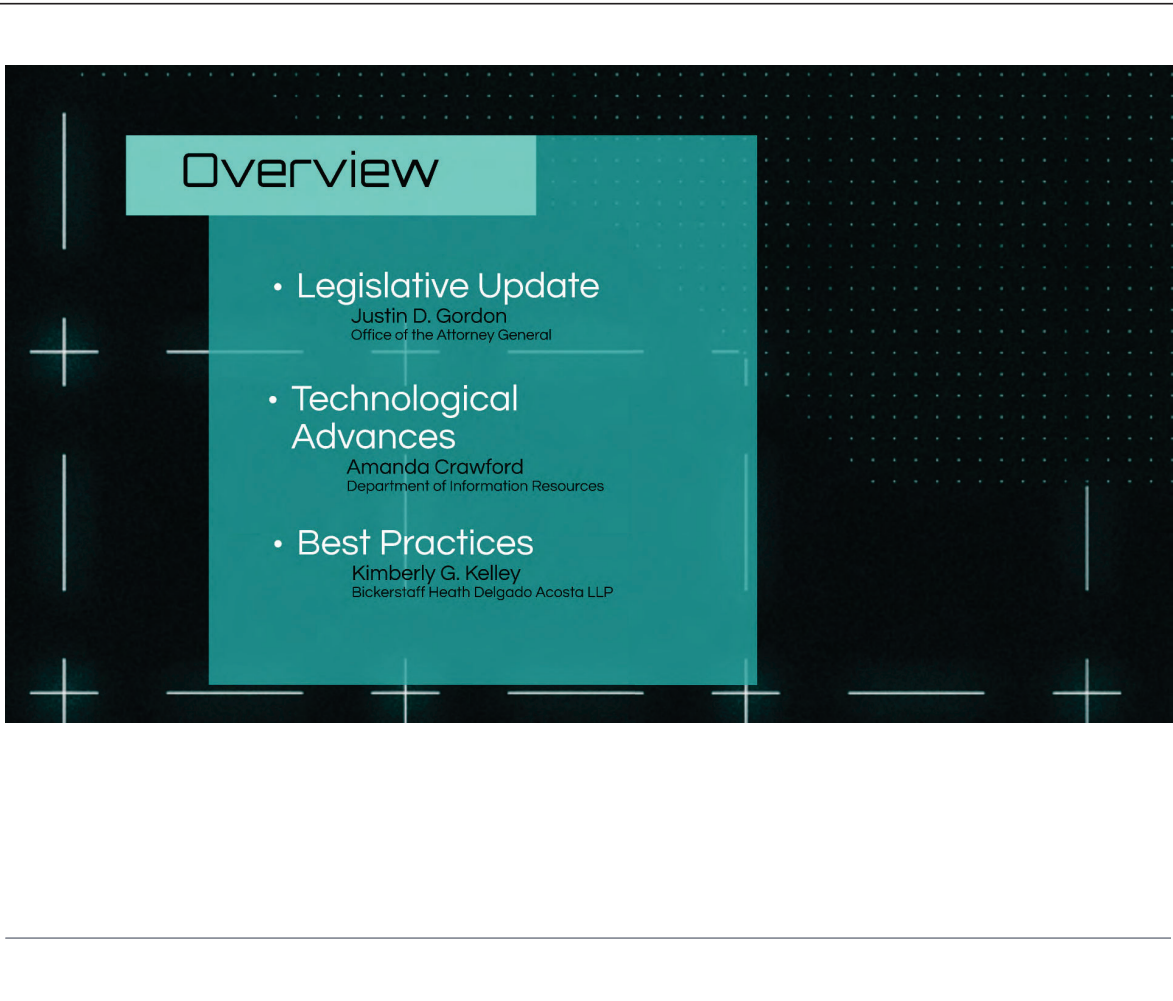 Overview
• Legislative Update
Justin D. Gordon
Office of the Attorney General
• Technological
Advances
Amanda Crawford
Department of Information Resources
• Best Practices
Kimberly G. Kelley
Bickerstaff Heath Delgado Acosta LLP